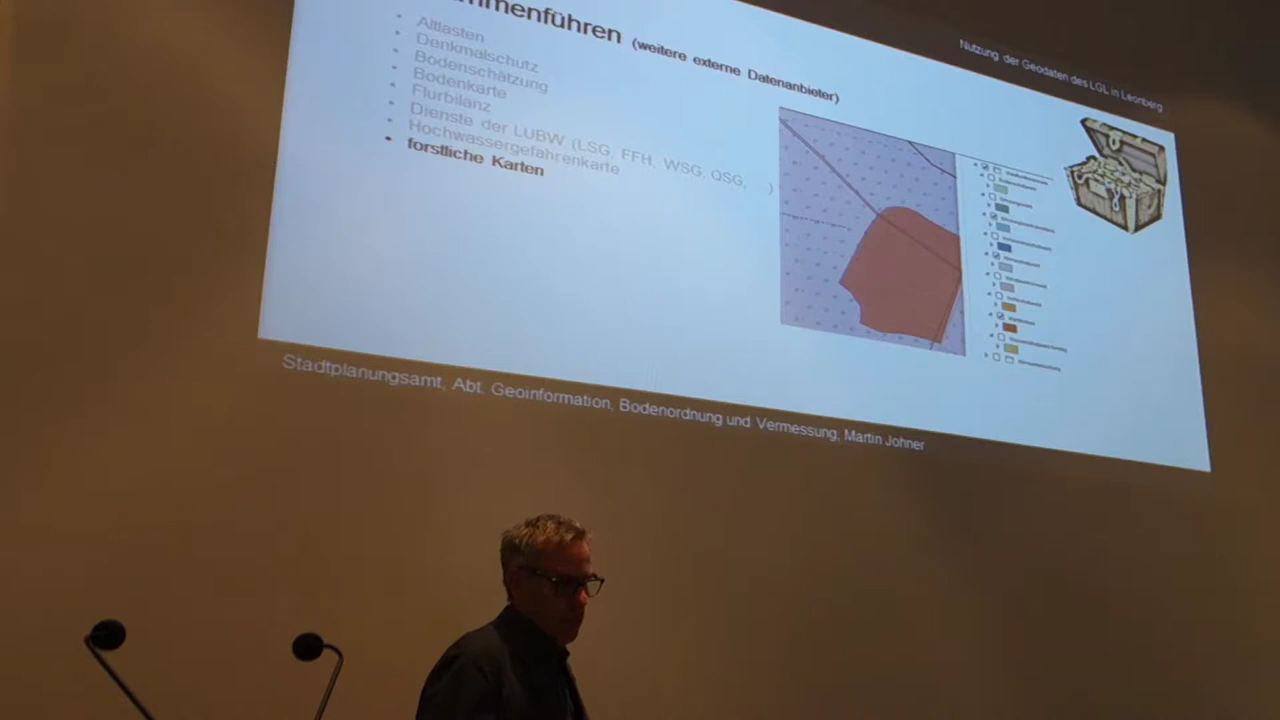 mmenführen (weitere externe Datenanbieter)
Nutzung der Geodaten des LGL in Leonberg
• Altlasten
• Denkmalschutz
• Bodenschätzung
• Bodenkarte
• Flurbilanz
• Dienste der LUBW (LSG, FFH, WSG, QSG, )
• Hochwassergefahrenkarte
• forstliche Karten
Stadtplanungsamt, Abt. Geoinformation, Bodenordnung und Vermessung, Martin Johner